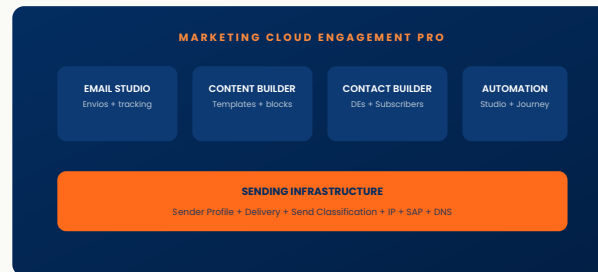 MARKETING CLOUD ENGAGEMENT PRO
EMAIL STUDIO
Envios + tracking
CONTENT BUILDER
Templates + blocks
CONTACT BUILDER
DEs + Subscribers
AUTOMATION
Studio + Journey
SENDING INFRASTRUCTURE
Sender Profile + Delivery + Send Classification + IP + SAP + DNS